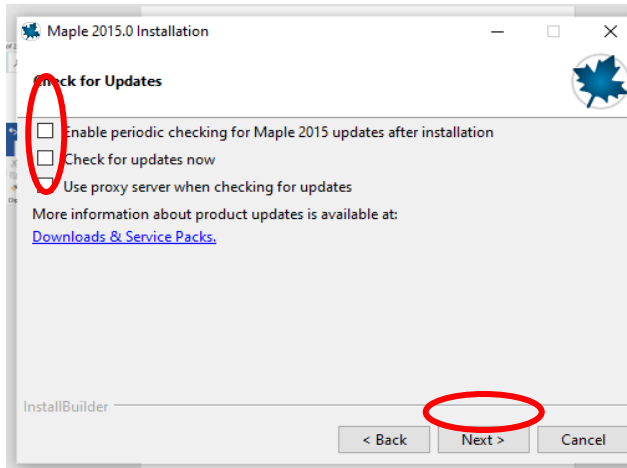 Maple 2015.0 Installation
Check for Updates
Enable periodic checking for Maple 2015 updates after installation
Check for updates now
Use proxy server when checking for updates
More information about product updates is available at:
Downloads & Service Packs.
InstallBuilder
< Back
Next >
Cancel